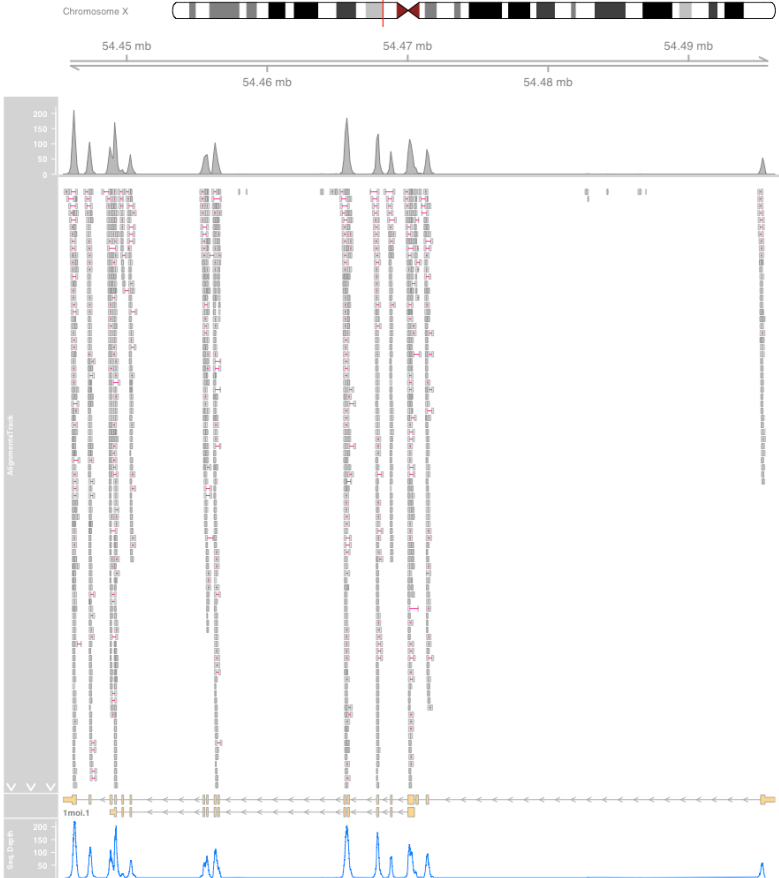 Chromosome X
54.45 mb
54.47 mb
54.49 mb
54.46 mb
54.48 mb
200
150
100
50
0
AlignmentsTrack
1moi.1
Seq. Depth
200
150
100
50